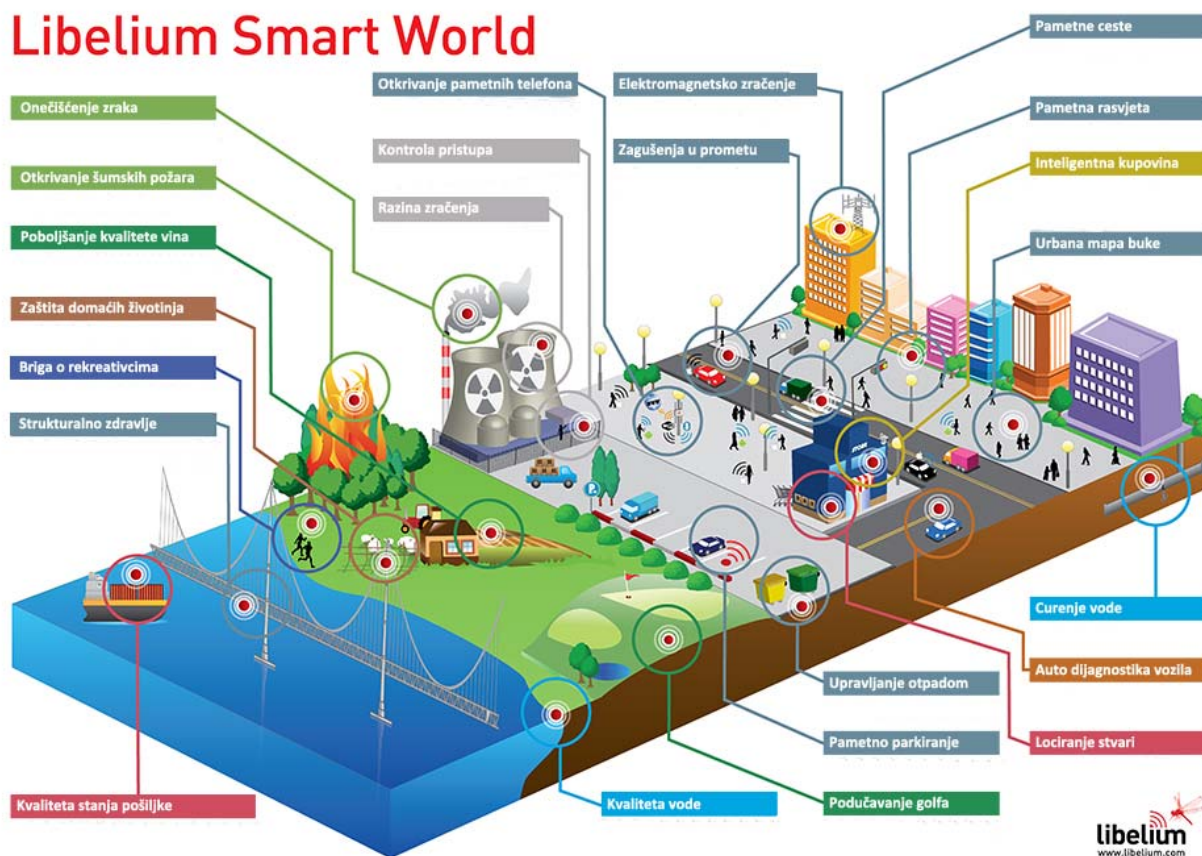 Libelium Smart World
Pametne ceste
Otkrivanje pametnih telefona
Elektromagnetsko zračenje
Onečišćenje zraka
Pametna rasvjeta
Kontrola pristupa
Zagušenja u prometu
Inteligentna kupovina
Otkrivanje šumskih požara
Razina zračenja
Poboljšanje kvalitete vina
Urbana mapa buke
Zaštita domaćih životinja
Briga o rekreativcima
Strukturalno zdravlje
STORE
P
Curenje vode
Upravljanje otpadom
Auto dijagnostika vozila
Pametno parkiranje
Lociranje stvari
Kvaliteta stanja pošiljke
Kvaliteta vode
Podučavanje golfa
libelium
www.libelium.com